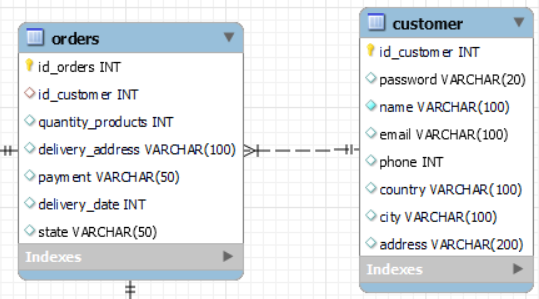 orders
id_orders INT
id_customer INT
quantity_products INT
delivery_address VARCHAR(100)
payment VARCHAR(50)
delivery_date INT
state VARCHAR(50)
Indexes
customer
id_customer INT
password VARCHAR(20)
name VARCHAR(100)
email VARCHAR(100)
phone INT
country VARCHAR(100)
city VARCHAR(100)
address VARCHAR(200)
Indexes